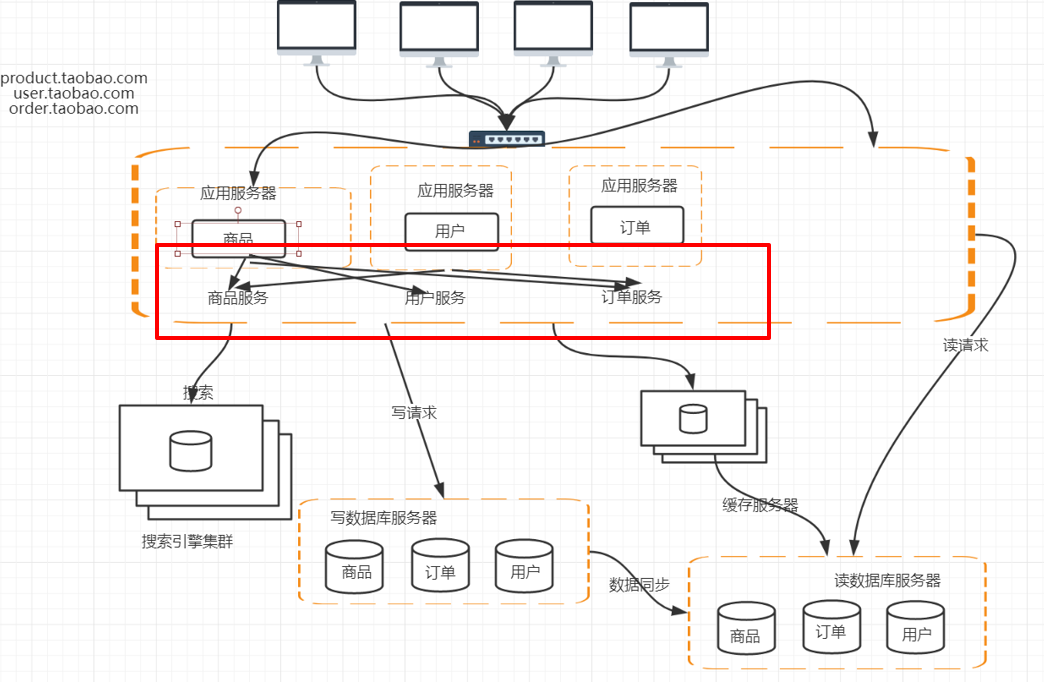 product.taobao.com
user.taobao.com
order.taobao.com
应用服务器
应用服务器
应用服务器
商品
用户
订单
商品服务
用户服务
订单服务
读请求
搜索
写请求
缓存服务器
写数据库服务器
搜索引擎集群
商品
订单
用户
数据同步
读数据库服务器
商品
订单
用户